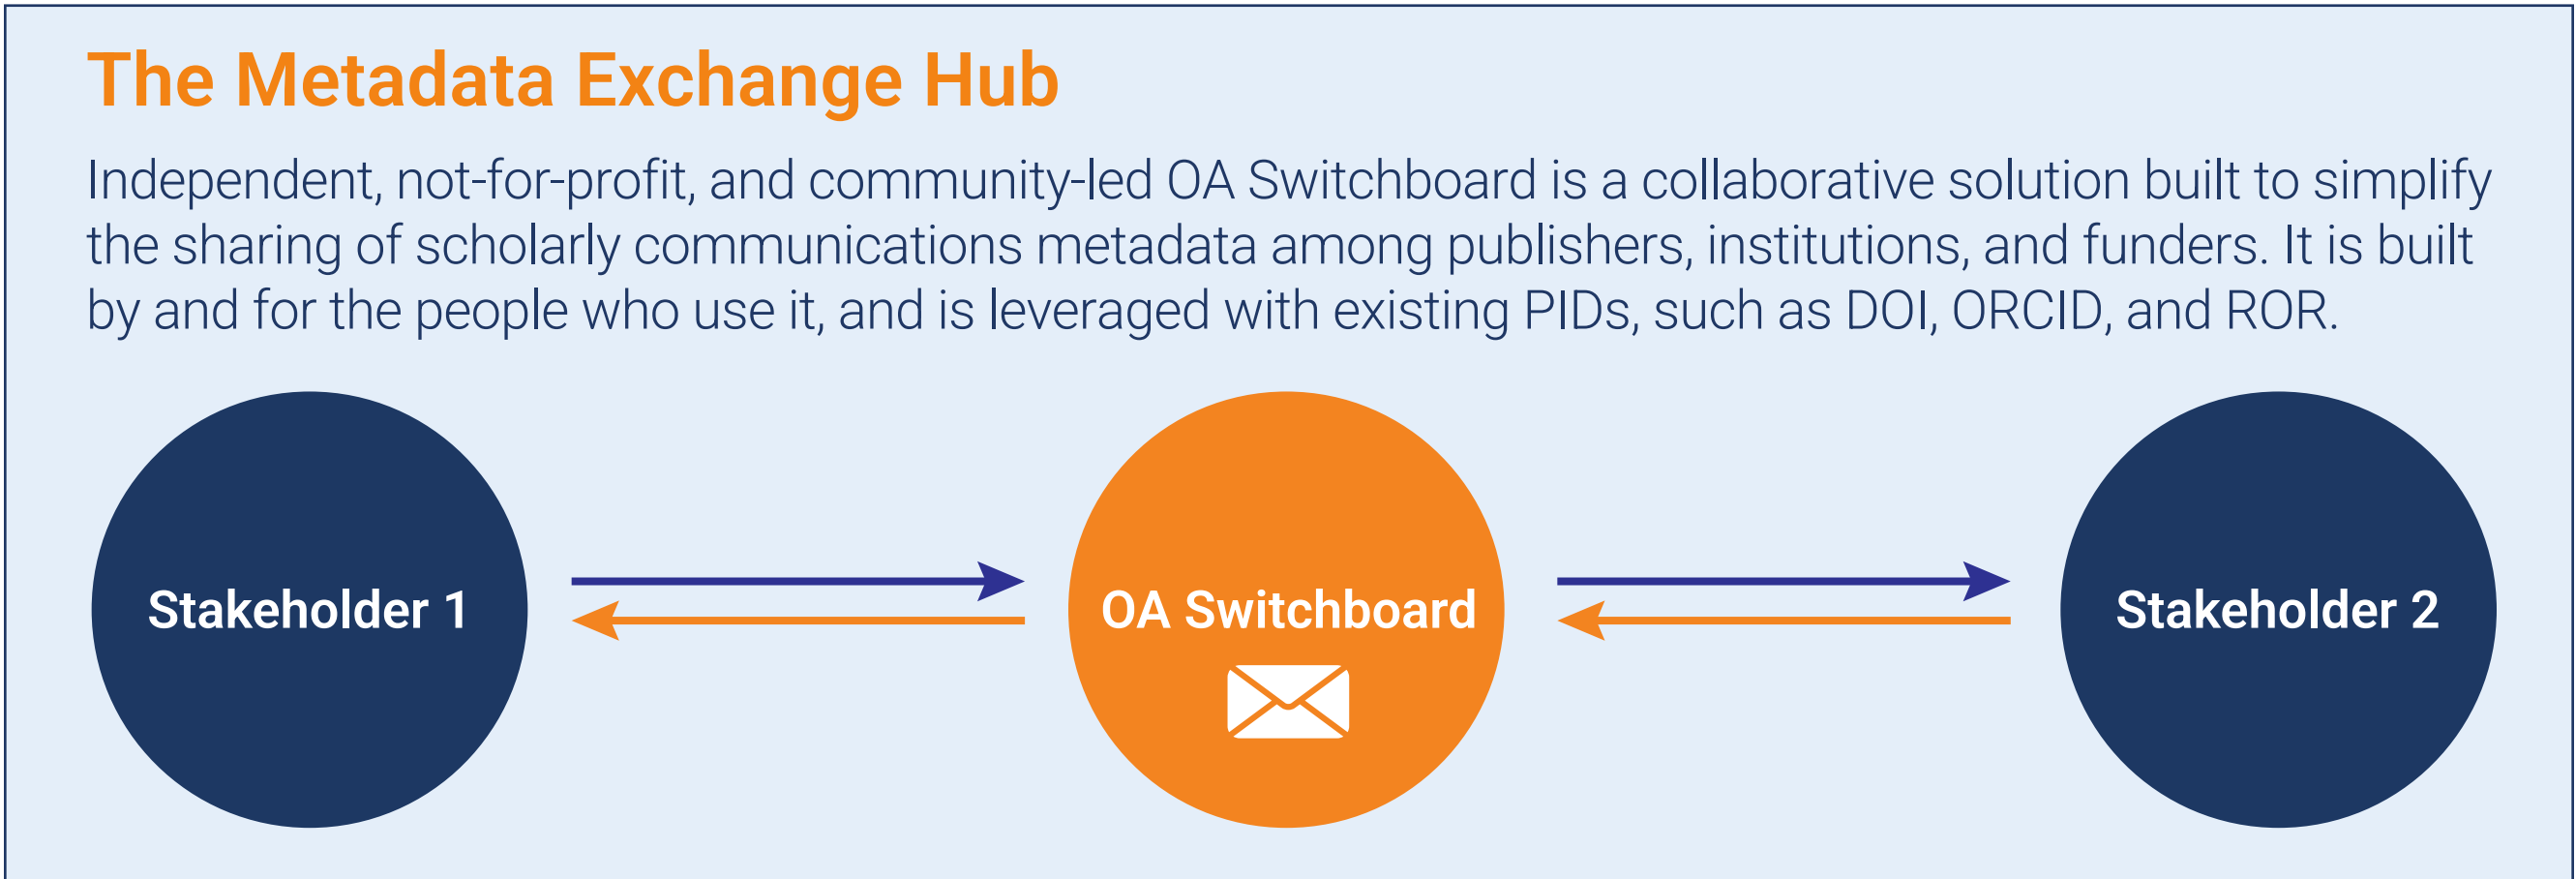 The Metadata Exchange Hub
Independent, not-for-profit, and community-led OA Switchboard is a collaborative solution built to simplify
the sharing of scholarly communications metadata among publishers, institutions, and funders. It is built
by and for the people who use it, and is leveraged with existing PIDs, such as DOI, ORCID, and ROR.
Stakeholder 1
OA Switchboard
Stakeholder 2